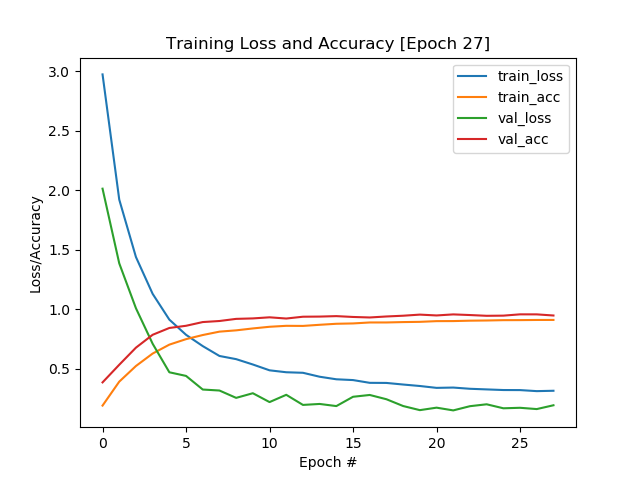 Training Loss and Accuracy [Epoch 27]
train_loss
train_acc
val_loss
val_acc
3.0
2.5
2.0
1.5
1.0
0.5
Loss/Accuracy
0 5 10 15 20 25
Epoch #